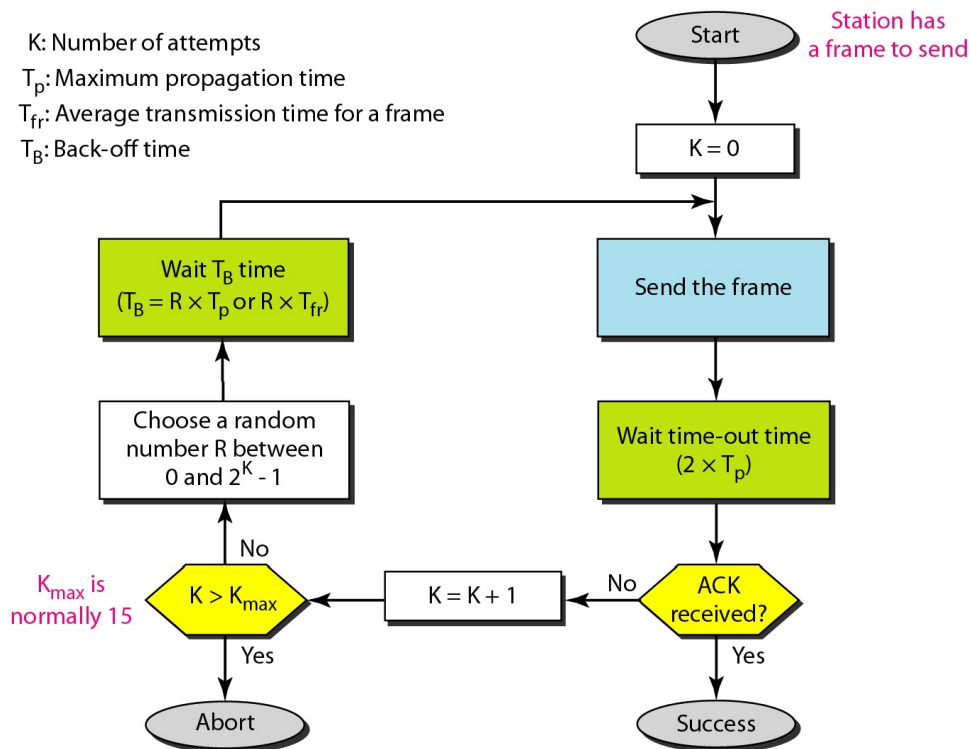 K: Number of attempts
Tp: Maximum propagation time
Tfr: Average transmission time for a frame
TB: Back-off time
Start
Station has
a frame to send
K = 0
Wait TB time
(TB = R × Tp or R × Tfr)
Send the frame
Choose a random
number R between
0 and 2^K - 1
Wait time-out time
(2 × Tp)
No
Kmax is
normally 15
K > Kmax
K = K + 1
No
ACK
received?
Yes
Yes
Abort
Success